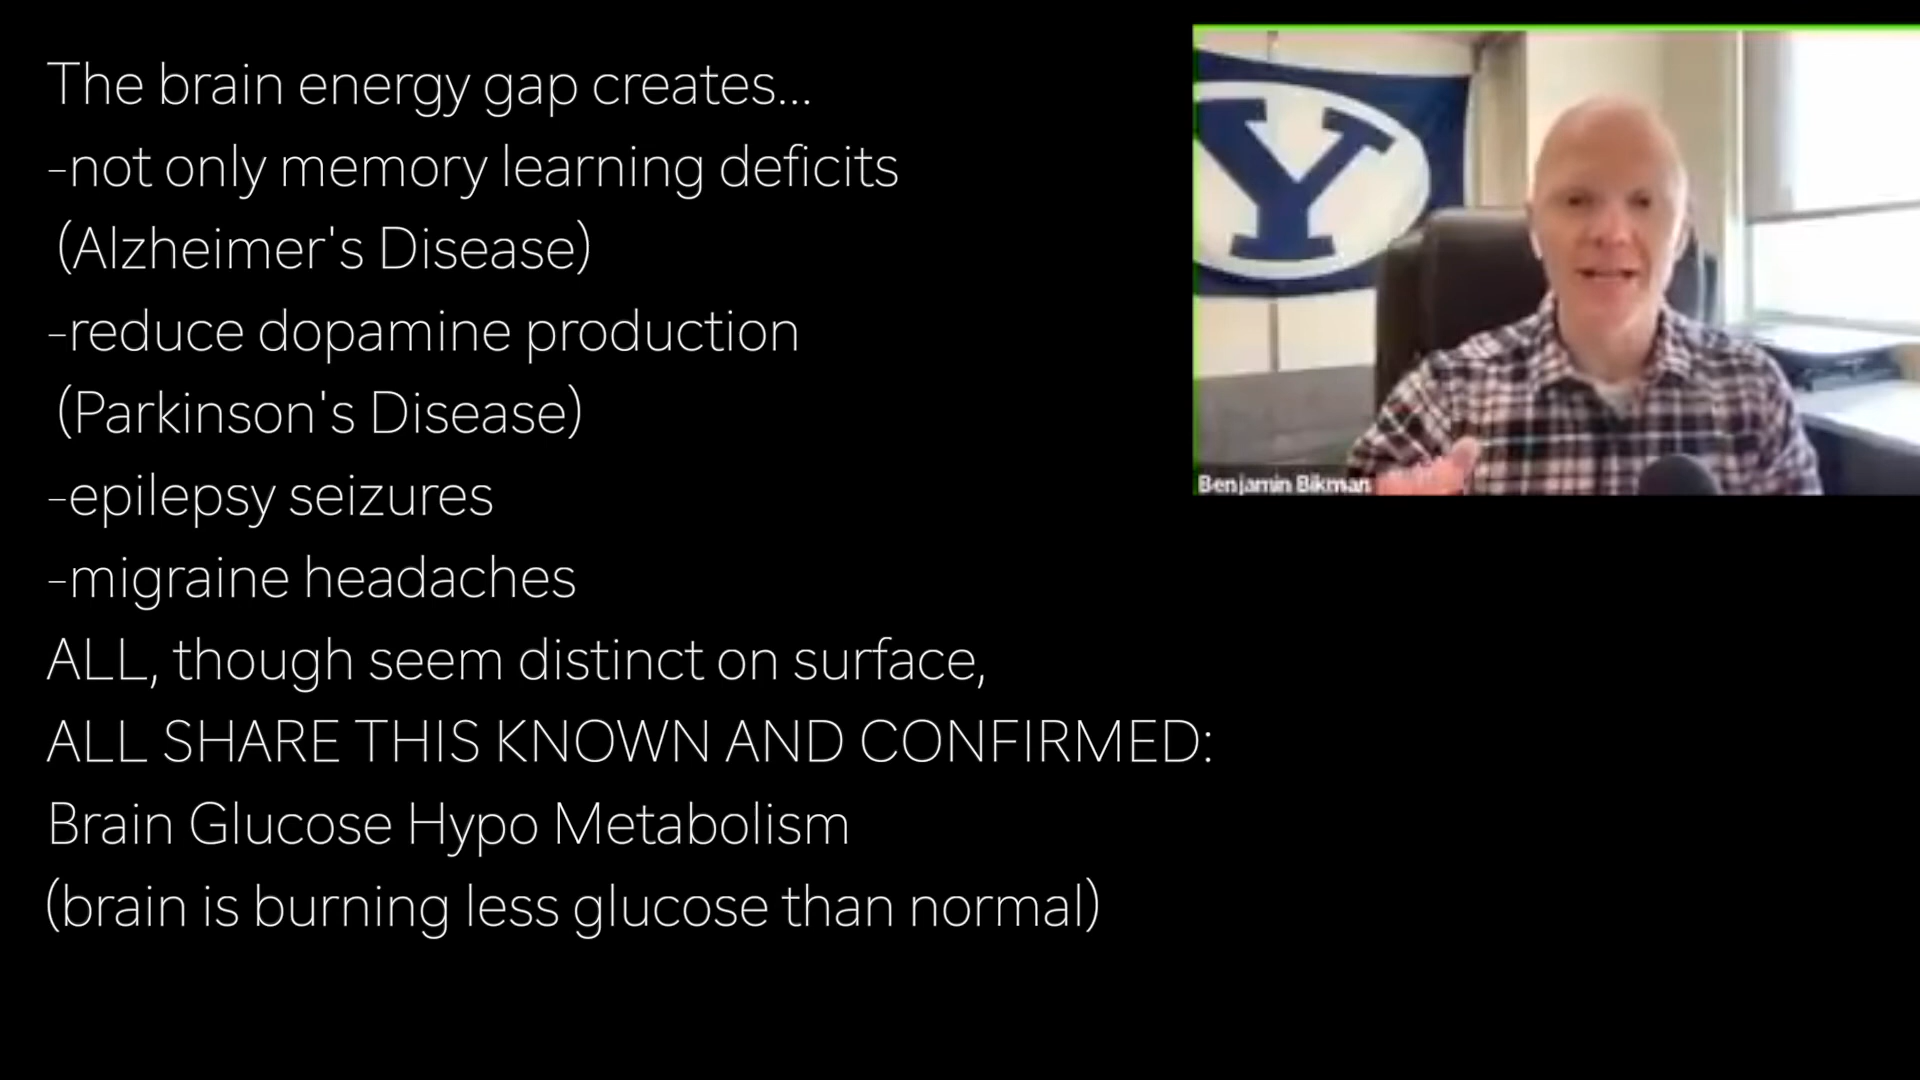 The brain energy gap creates...
-not only memory learning deficits
(Alzheimer's Disease)
-reduce dopamine production
(Parkinson's Disease)
-epilepsy seizures
-migraine headaches
ALL, though seem distinct on surface,
ALL SHARE THIS KNOWN AND CONFIRMED:
Brain Glucose Hypo Metabolism
(brain is burning less glucose than normal)
Y
Benjamin Bikman